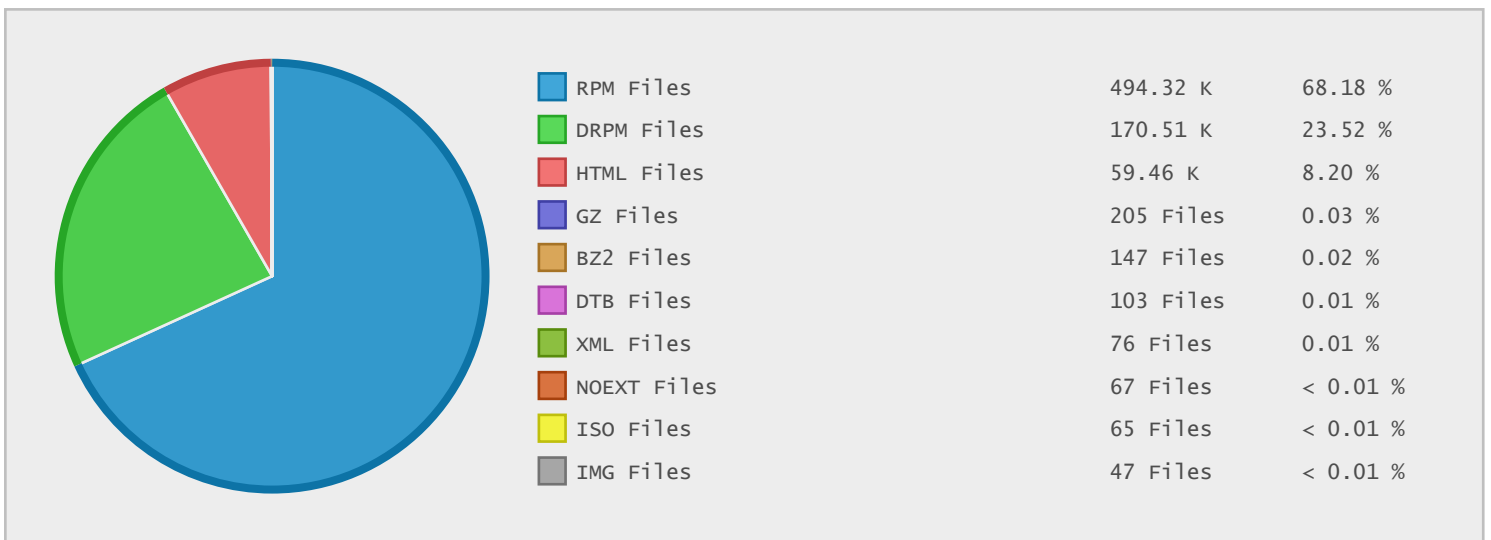 RPM Files 494.32 K 68.18 %
DRPM Files 170.51 K 23.52 %
HTML Files 59.46 K 8.20 %
GZ Files 205 Files 0.03 %
BZ2 Files 147 Files 0.02 %
DTB Files 103 Files 0.01 %
XML Files 76 Files 0.01 %
NOEXT Files 67 Files < 0.01 %
ISO Files 65 Files < 0.01 %
IMG Files 47 Files < 0.01 %